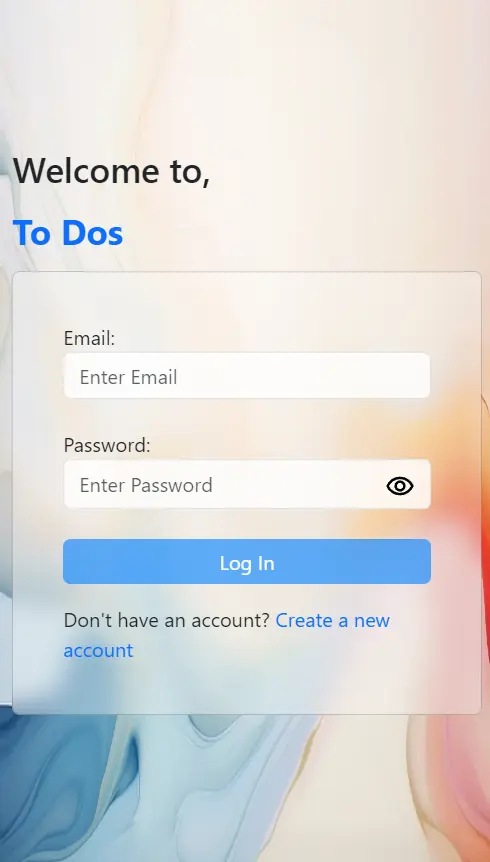 Welcome to,
To Dos
Email:
Enter Email
Password:
Enter Password
Log In
Don't have an account? Create a new
account